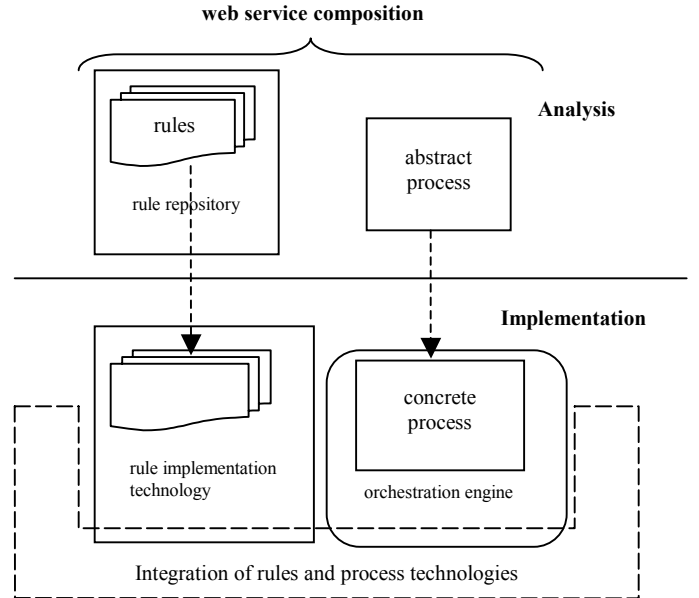 web service composition
Analysis
rules
abstract
process
rule repository
Implementation
concrete
process
rule implementation
technology
orchestration engine
Integration of rules and process technologies